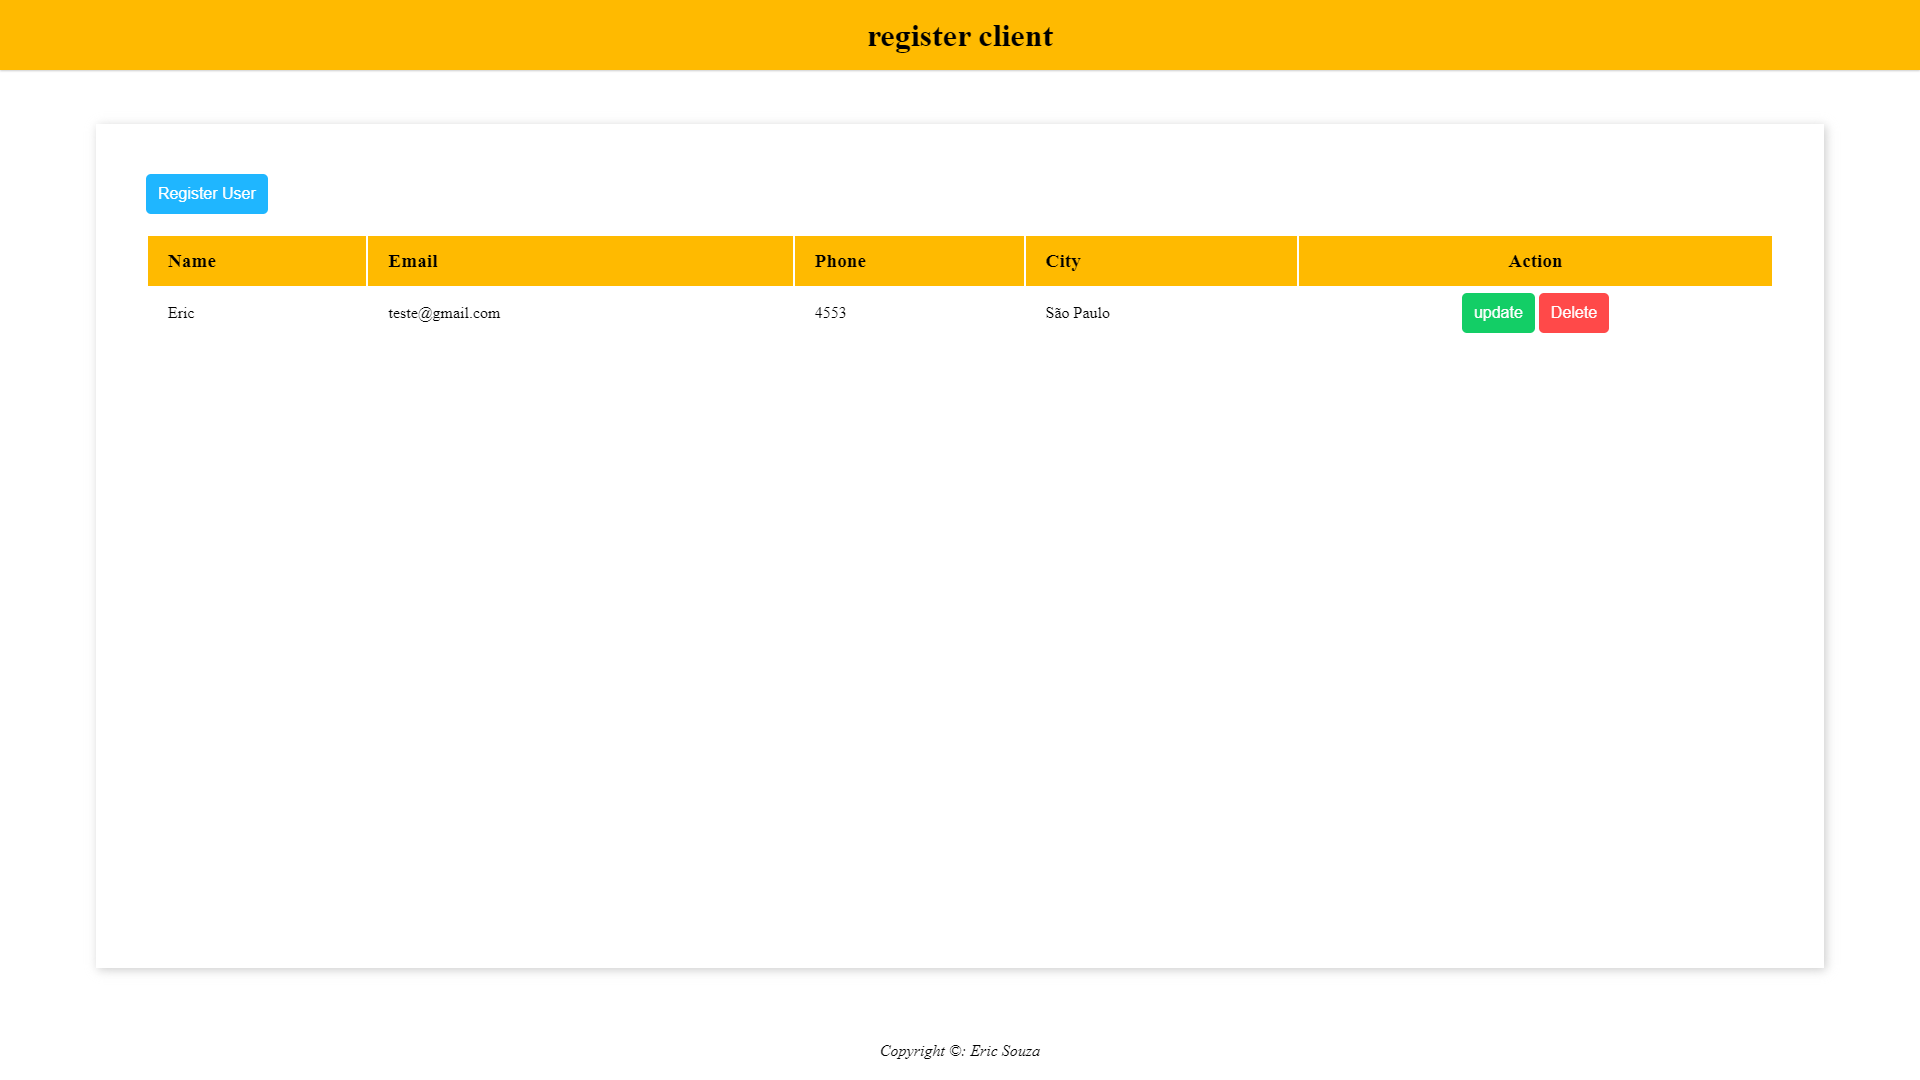 register client
Register User
Name Email Phone City Action
Eric teste@gmail.com 4553 São Paulo update Delete
Copyright ©: Eric Souza